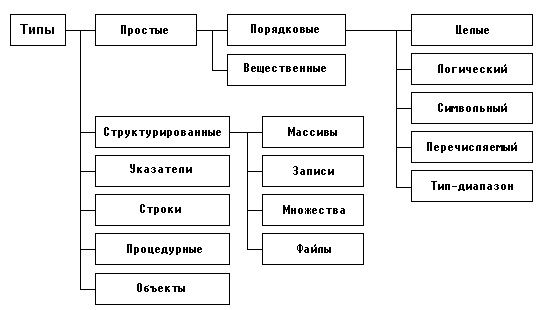 Типы
Простые
Порядковые
Целые
Вещественные
Логический
Символьный
Перечисляемый
Тип-диапазон
Структурированные
Массивы
Указатели
Записи
Строки
Множества
Процедурные
Файлы
Объекты